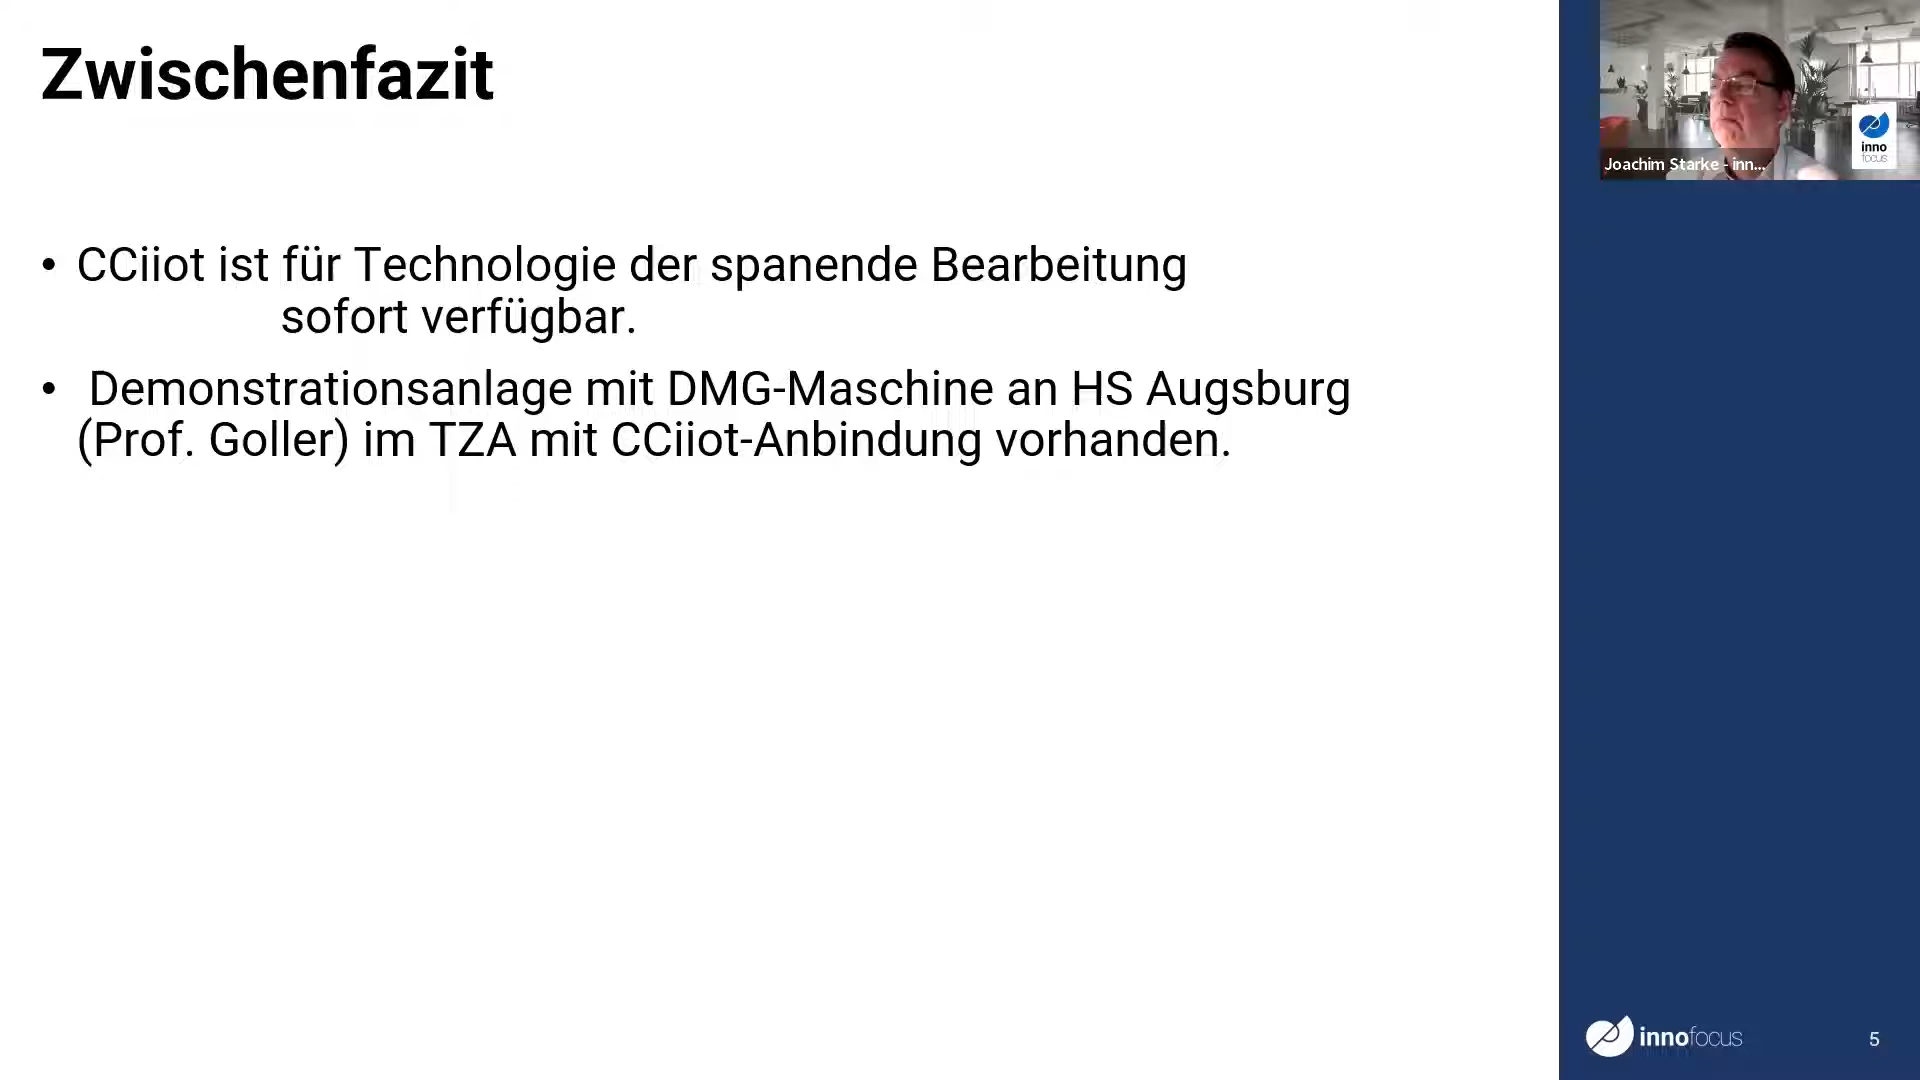 Zwischenfazit
• CCiiot ist für Technologie der spanende Bearbeitung
sofort verfügbar.
• Demonstrationsanlage mit DMG-Maschine an HS Augsburg
(Prof. Goller) im TZA mit CCiiot-Anbindung vorhanden.
inno
focus
Joachim Starke - inn...
innofocus
5